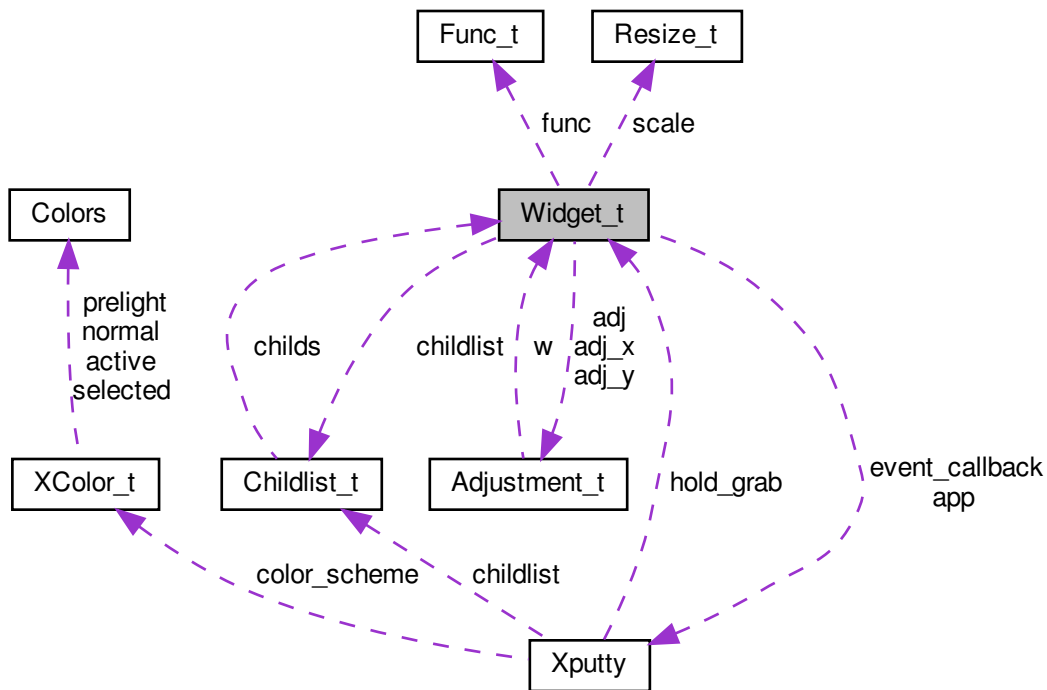 Func_t
Resize_t
func
scale
Colors
Widget_t
prelight
normal
active
selected
childs
childlist
w
adj
adj_x
adj_y
XColor_t
Childlist_t
Adjustment_t
hold_grab
event_callback
app
color_scheme
childlist
Xputty